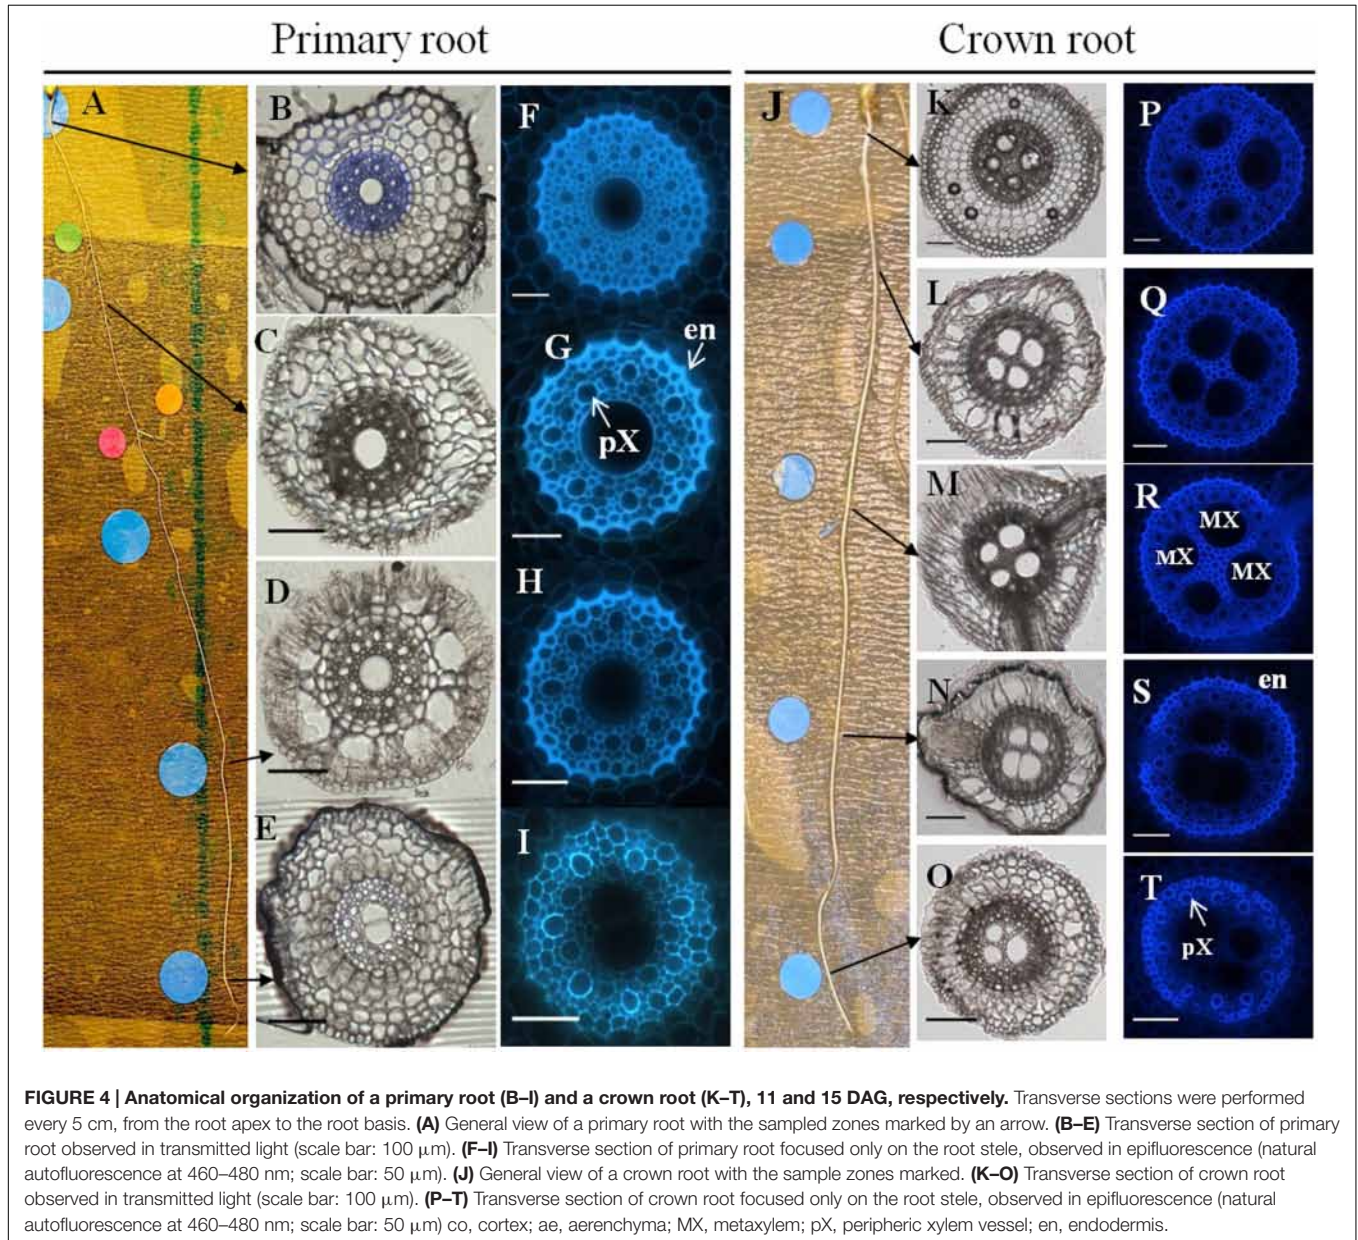 Primary root
Crown root
A
B
F
J
K
P
C
G
en
pX
L
Q
D
H
M
R
MX
MX
MX
E
I
N
S
en
O
T
pX
FIGURE 4 | Anatomical organization of a primary root (B–I) and a crown root (K–T), 11 and 15 DAG, respectively. Transverse sections were performed
every 5 cm, from the root apex to the root basis. (A) General view of a primary root with the sampled zones marked by an arrow. (B–E) Transverse section of primary
root observed in transmitted light (scale bar: 100 μm). (F–I) Transverse section of primary root focused only on the root stele, observed in epifluorescence (natural
autofluorescence at 460–480 nm; scale bar: 50 μm). (J) General view of a crown root with the sample zones marked. (K–O) Transverse section of crown root
observed in transmitted light (scale bar: 100 μm). (P–T) Transverse section of crown root focused only on the root stele, observed in epifluorescence (natural
autofluorescence at 460–480 nm; scale bar: 50 μm) co, cortex; ae, aerenchyma; MX, metaxylem; pX, peripheric xylem vessel; en, endodermis.